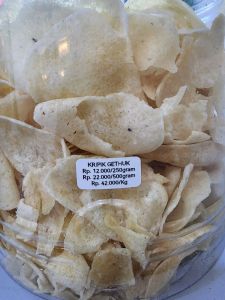 KRIPIK GETHUK
Rp. 12.000/250gram
Rp. 22.000/500gram
Rp. 42.000/Kg